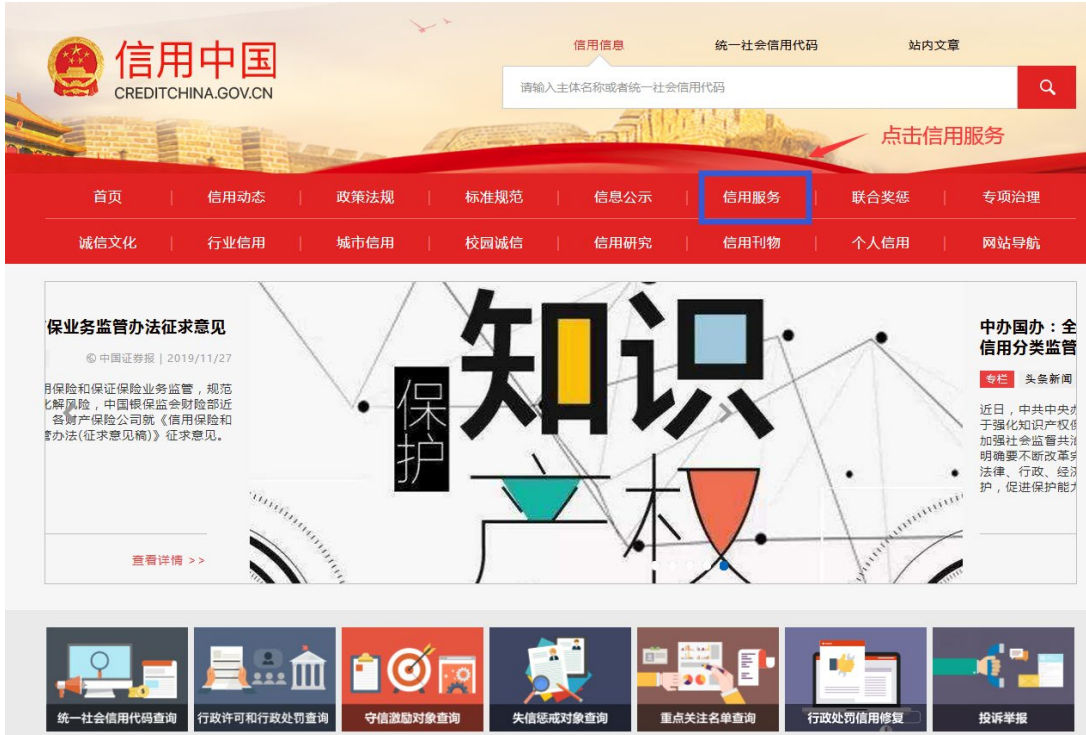 信用中国
CREDITCHINA.GOV.CN
信用信息 统一社会信用代码 站内文章
请输入主体名称或者统一社会信用代码
点击信用服务
首页 信用动态 政策法规 标准规范 信息公示 信用服务 联合奖惩 专项治理
诚信文化 行业信用 城市信用 校园诚信 信用研究 信用刊物 个人信用 网站导航
保业务监管办法征求意见
中国证券报 | 2019/11/27
用保险和保证保险业务监管，规范
化解风险，中国银保监会财险部近
各财产保险公司就《信用保险和
管办法(征求意见稿)》征求意见。
查看详情 >>
保护
知识
产权
中办国办：全
信用分类监管
专栏 头条新闻
近日，中共中央办
于强化知识产权保
加强社会监督共治
明确要不断改革完
法律、行政、经济
护，促进保护能力
统一社会信用代码查询 行政许可和行政处罚查询 守信激励对象查询 失信惩戒对象查询 重点关注名单查询 行政处罚信用修复 投诉举报